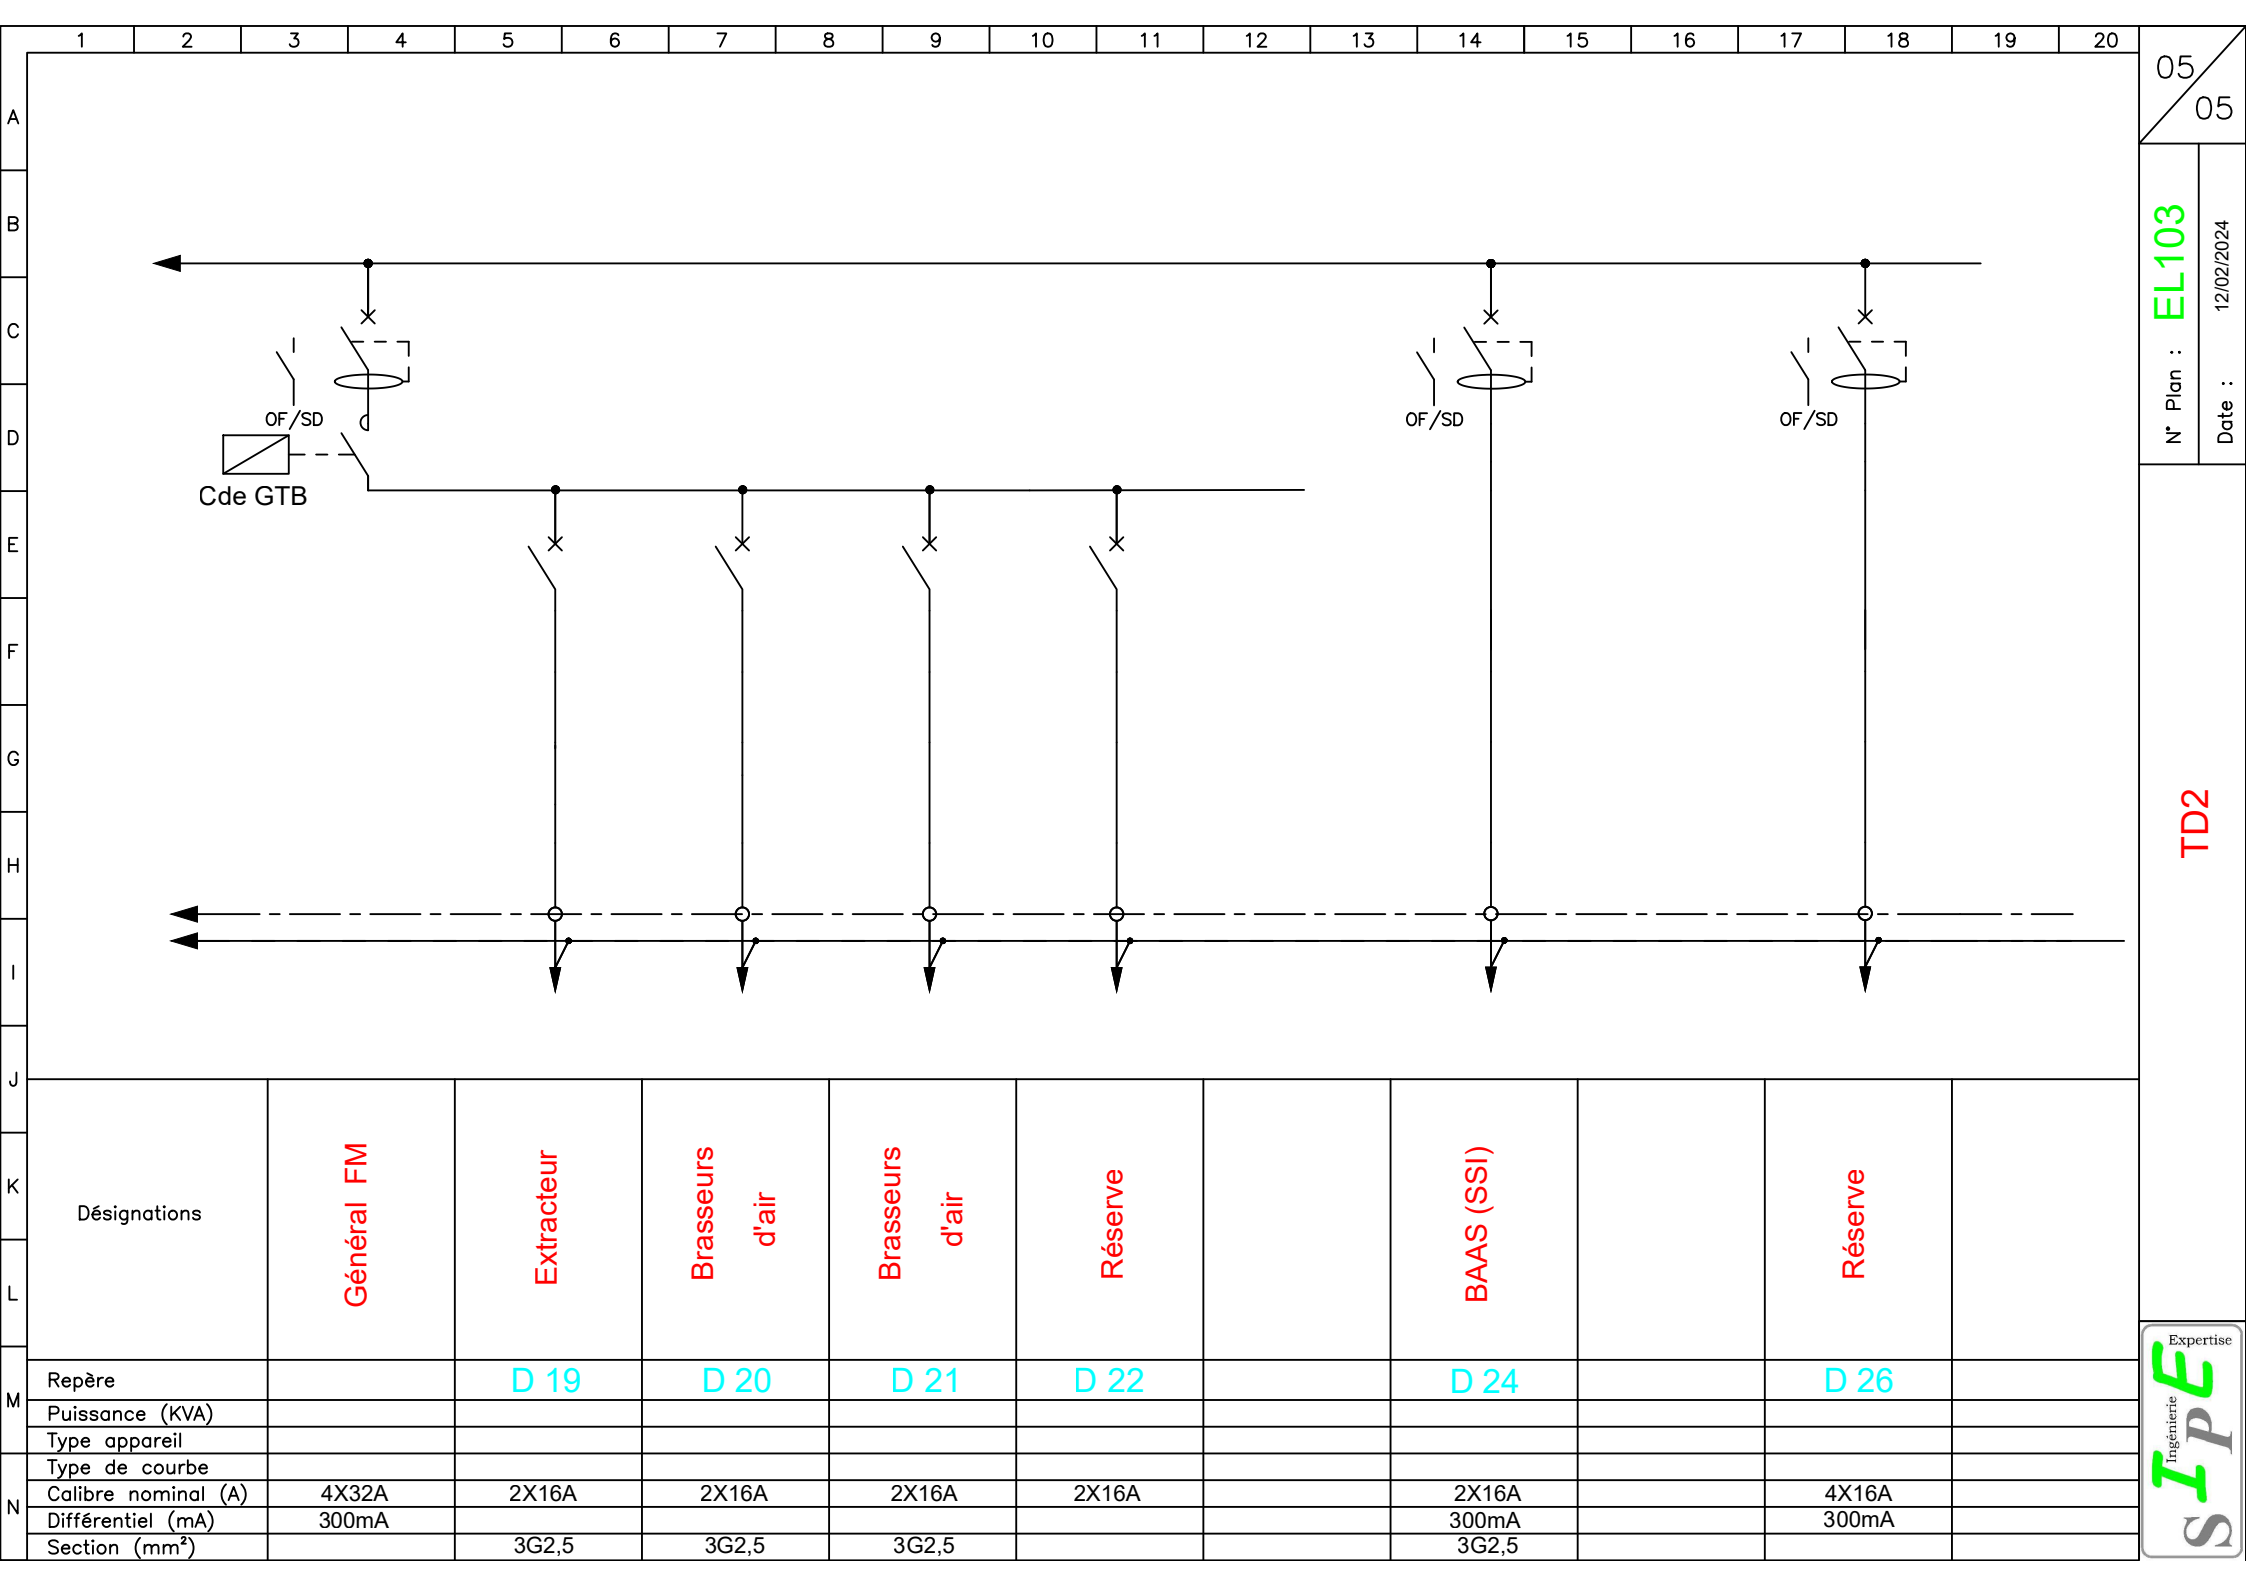 1 2 3 4 5 6 7 8 9 10 11 12 13 14 15 16 17 18 19 20
05
05
A
B
C
D
E
F
G
H
I
J
K
L
M
N
OF/SD
OF/SD
OF/SD
Cde GTB
N° Plan : EL103
Date : 12/02/2024
TD2
Désignations
Général FM
Extracteur
Brasseurs
d'air
Brasseurs
d'air
Réserve
BAAS (SSI)
Réserve
Repère D 19 D 20 D 21 D 22 D 24 D 26
Puissance (KVA)
Type appareil
Type de courbe
Calibre nominal (A) 4X32A 2X16A 2X16A 2X16A 2X16A 2X16A 4X16A
Différentiel (mA) 300mA 300mA 300mA
Section (mm²) 3G2,5 3G2,5 3G2,5 3G2,5
S I P E
Ingénierie
Expertise